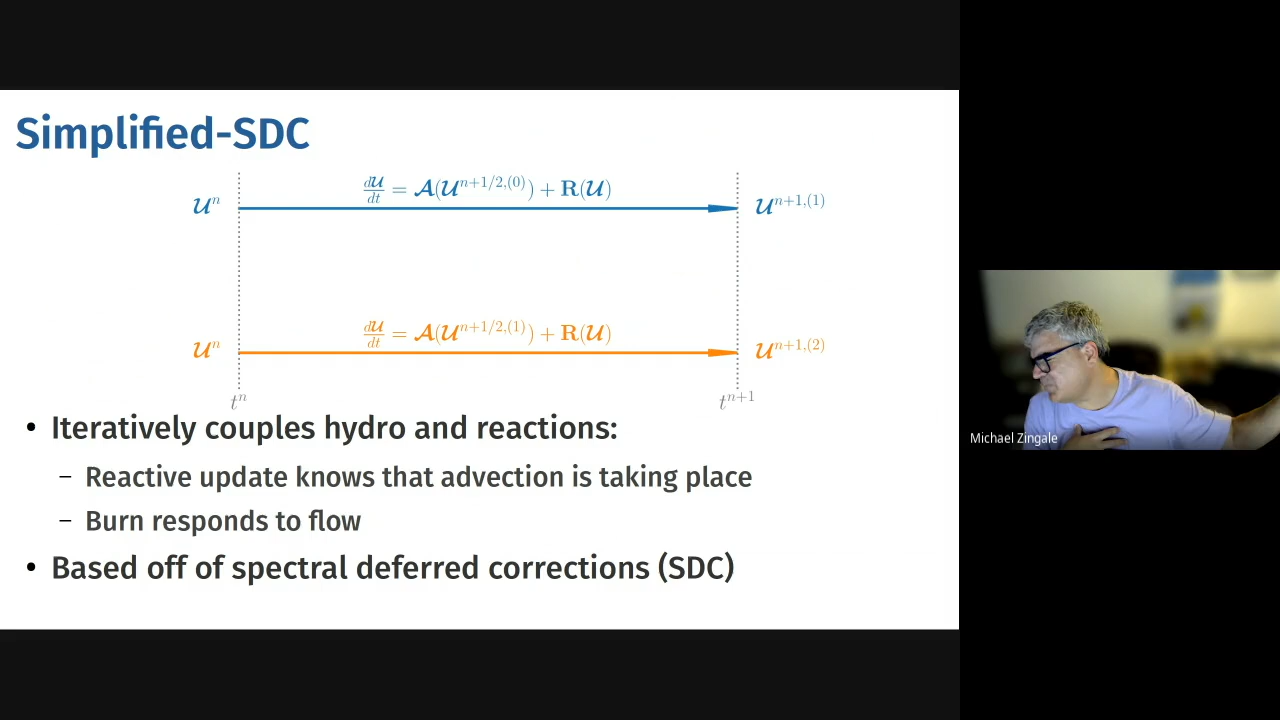 Simplified-SDC
𝓤ⁿ d𝓤/dt = 𝓐(𝓤^{n+1/2,(0)}) + R(𝓤) 𝓤^{n+1,(1)}
𝓤ⁿ d𝓤/dt = 𝓐(𝓤^{n+1/2,(1)}) + R(𝓤) 𝓤^{n+1,(2)}
tⁿ t^{n+1}
• Iteratively couples hydro and reactions:
– Reactive update knows that advection is taking place
– Burn responds to flow
• Based off of spectral deferred corrections (SDC)
Michael Zingale